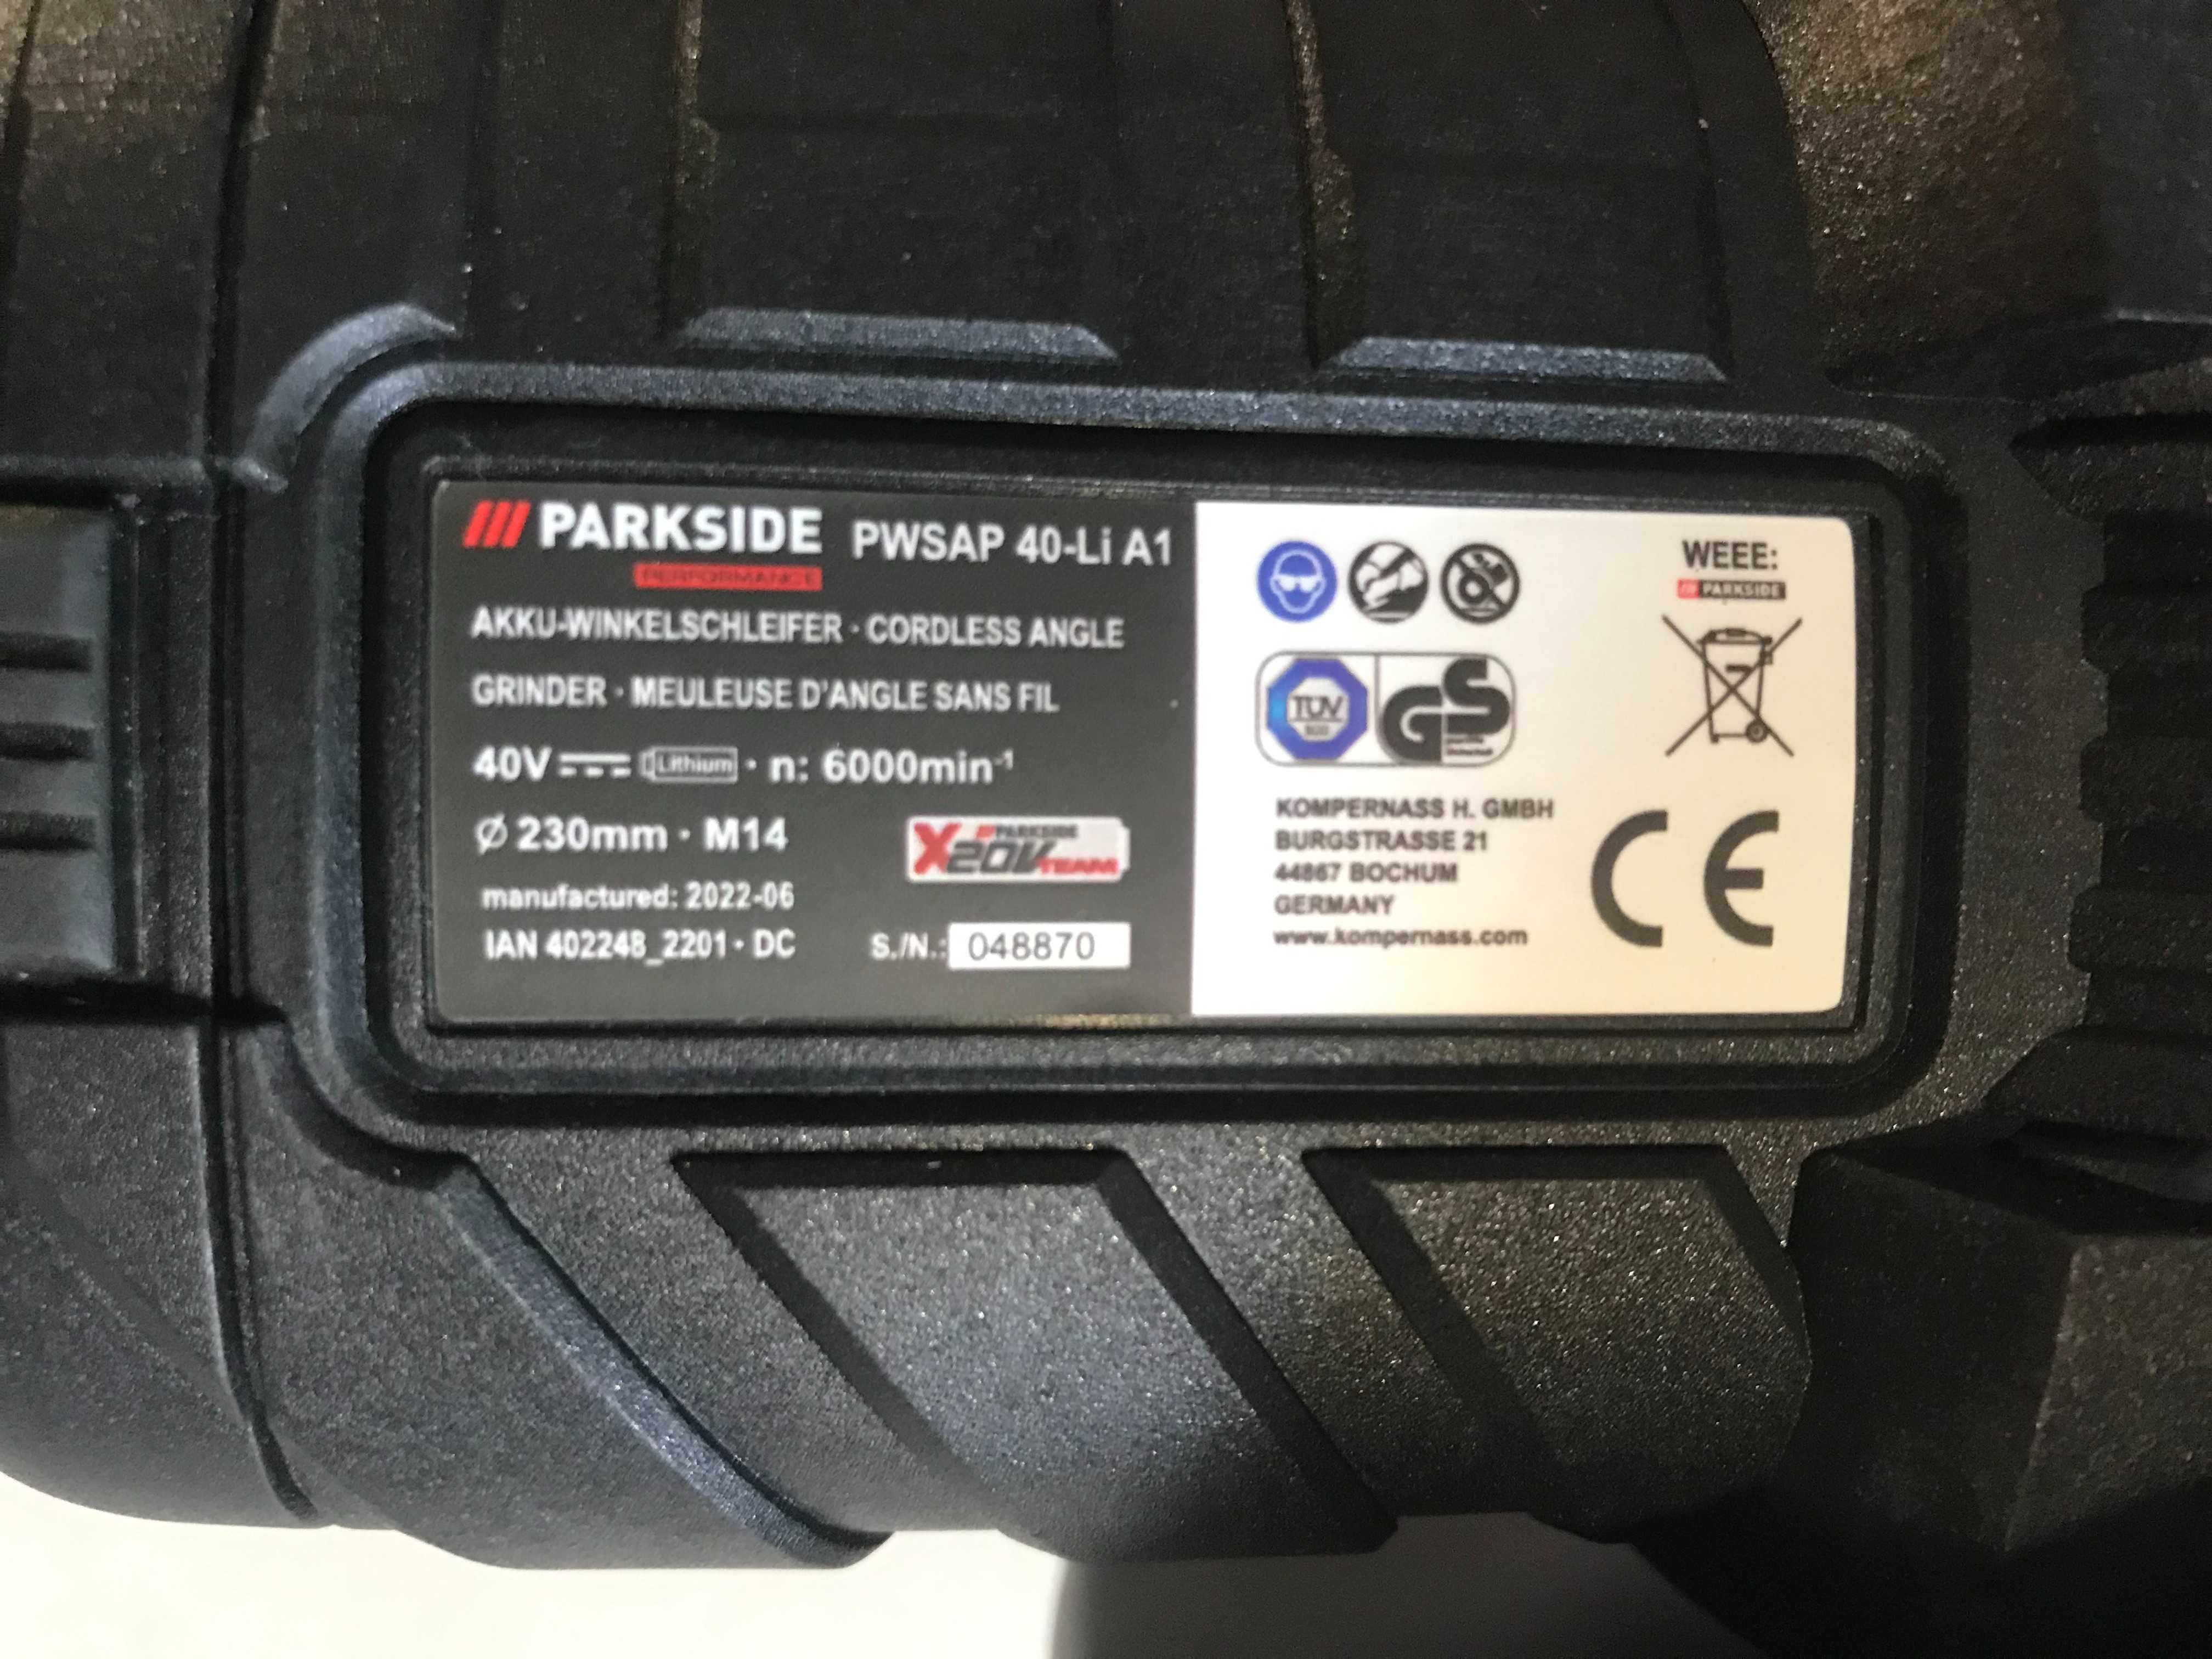 PARKSIDE PWSAP 40-Li A1
PERFORMANCE
AKKU-WINKELSCHLEIFER · CORDLESS ANGLE
GRINDER · MEULEUSE D'ANGLE SANS FIL
40V Lithium · n: 6000min⁻¹
Ø 230mm · M14
PARKSIDE
X20V TEAM
manufactured: 2022-06
IAN 402248_2201 · DC
S./N.: 048870
WEEE:
PARKSIDE
TÜV
GS
KOMPERNASS H. GMBH
BURGSTRASSE 21
44867 BOCHUM
GERMANY
www.kompernass.com
CE